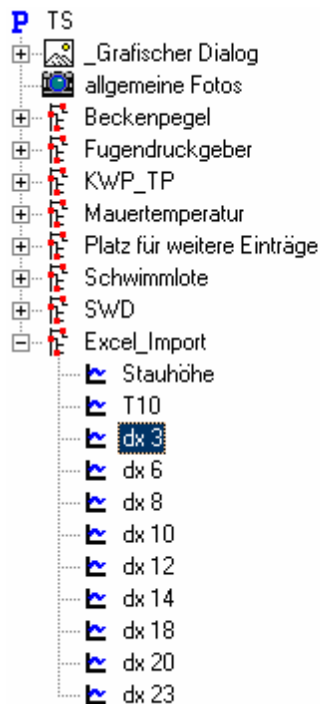 P TS
_Grafischer Dialog
allgemeine Fotos
Beckenpegel
Fugendruckgeber
KWP_TP
Mauertemperatur
Platz für weitere Einträge
Schwimmlote
SWD
Excel_Import
Stauhöhe
T10
dx 3
dx 6
dx 8
dx 10
dx 12
dx 14
dx 18
dx 20
dx 23